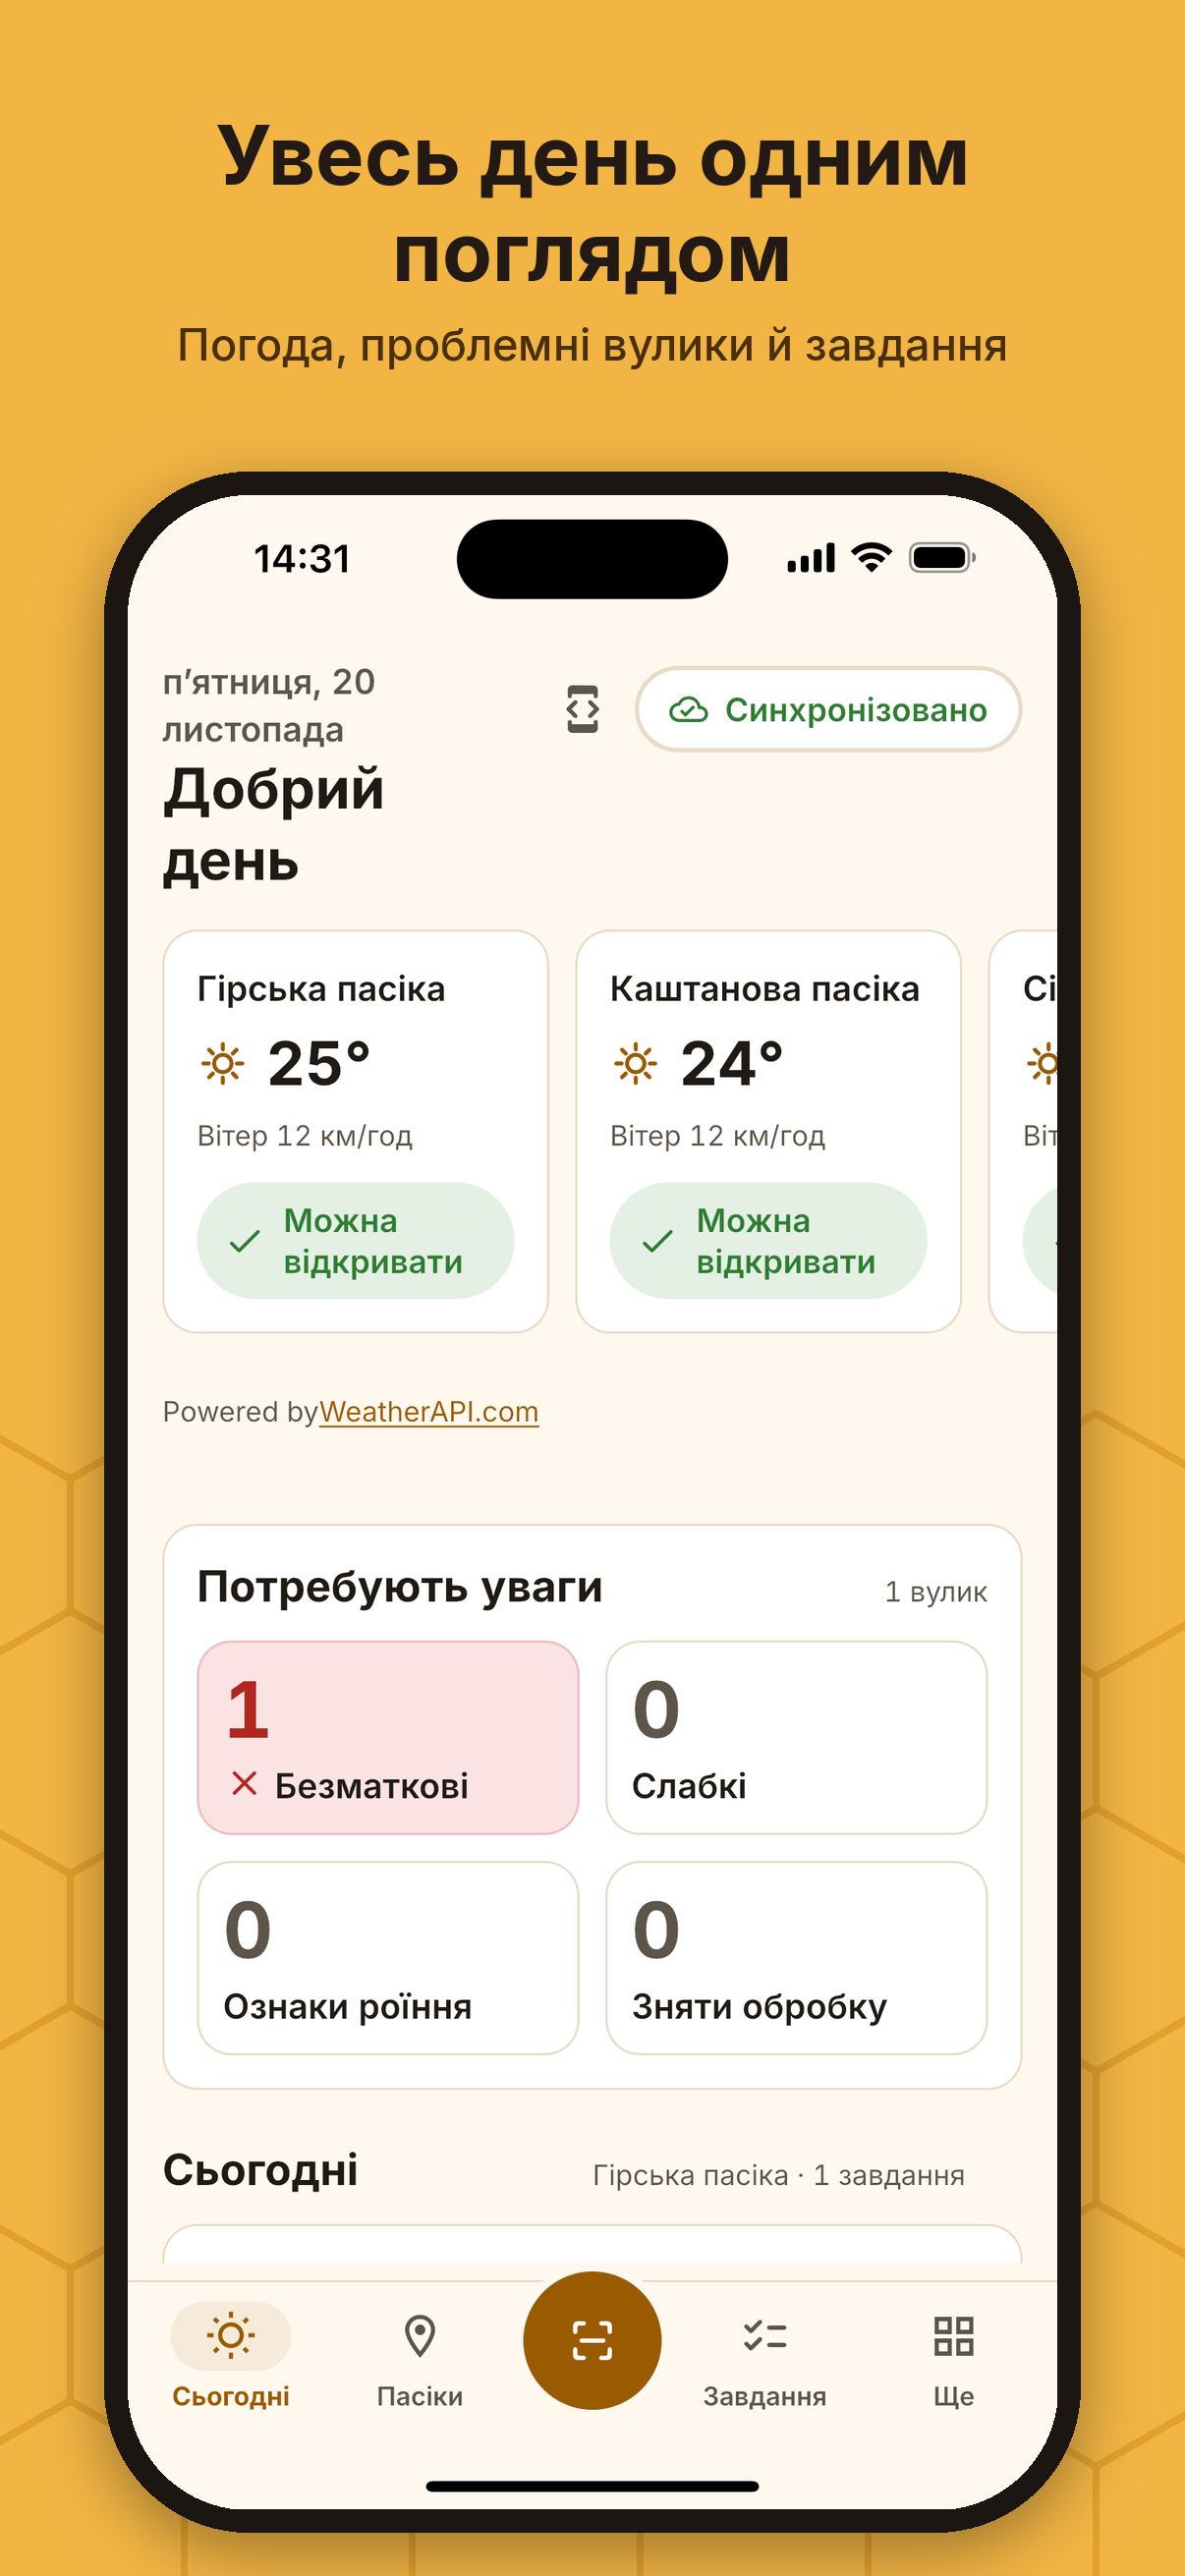 Увесь день одним
поглядом
Погода, проблемні вулики й завдання
14:31
п’ятниця, 20
листопада
Синхронізовано
Добрий
день
Гірська пасіка
25°
Вітер 12 км/год
Можна
відкривати
Каштанова пасіка
24°
Вітер 12 км/год
Можна
відкривати
Сі
Віт
Powered byWeatherAPI.com
Потребують уваги
1 вулик
1
Безматкові
0
Слабкі
0
Ознаки роїння
0
Зняти обробку
Сьогодні
Гірська пасіка · 1 завдання
Сьогодні
Пасіки
Завдання
Ще